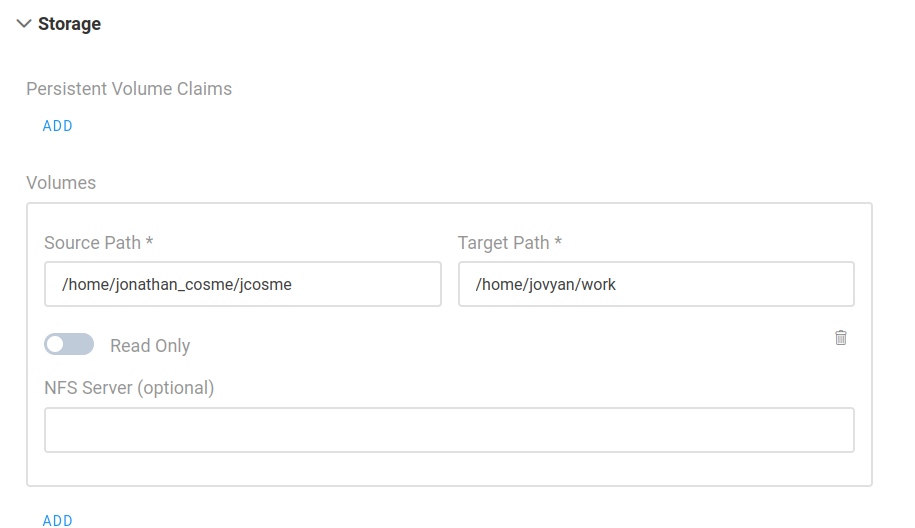 Storage
Persistent Volume Claims
ADD
Volumes
Source Path * Target Path *
/home/jonathan_cosme/jcosme /home/jovyan/work
Read Only
NFS Server (optional)
ADD